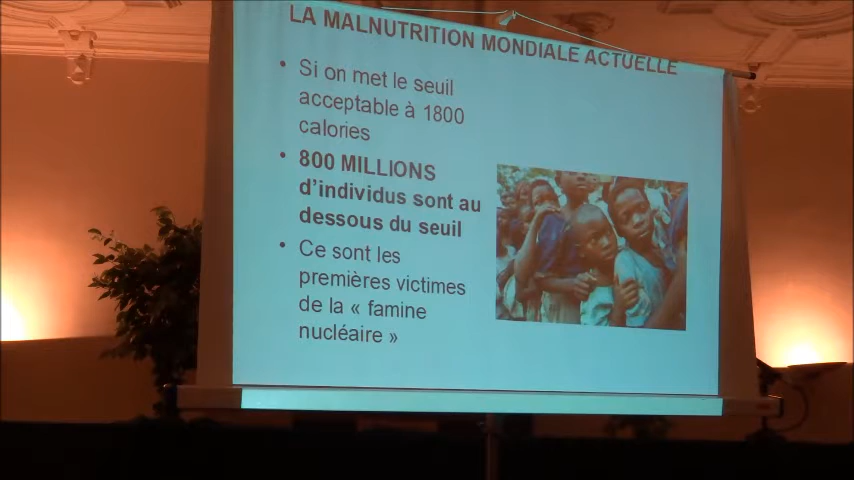 LA MALNUTRITION MONDIALE ACTUELLE
• Si on met le seuil
acceptable à 1800
calories
• 800 MILLIONS
d'individus sont au
dessous du seuil
• Ce sont les
premières victimes
de la « famine
nucléaire »